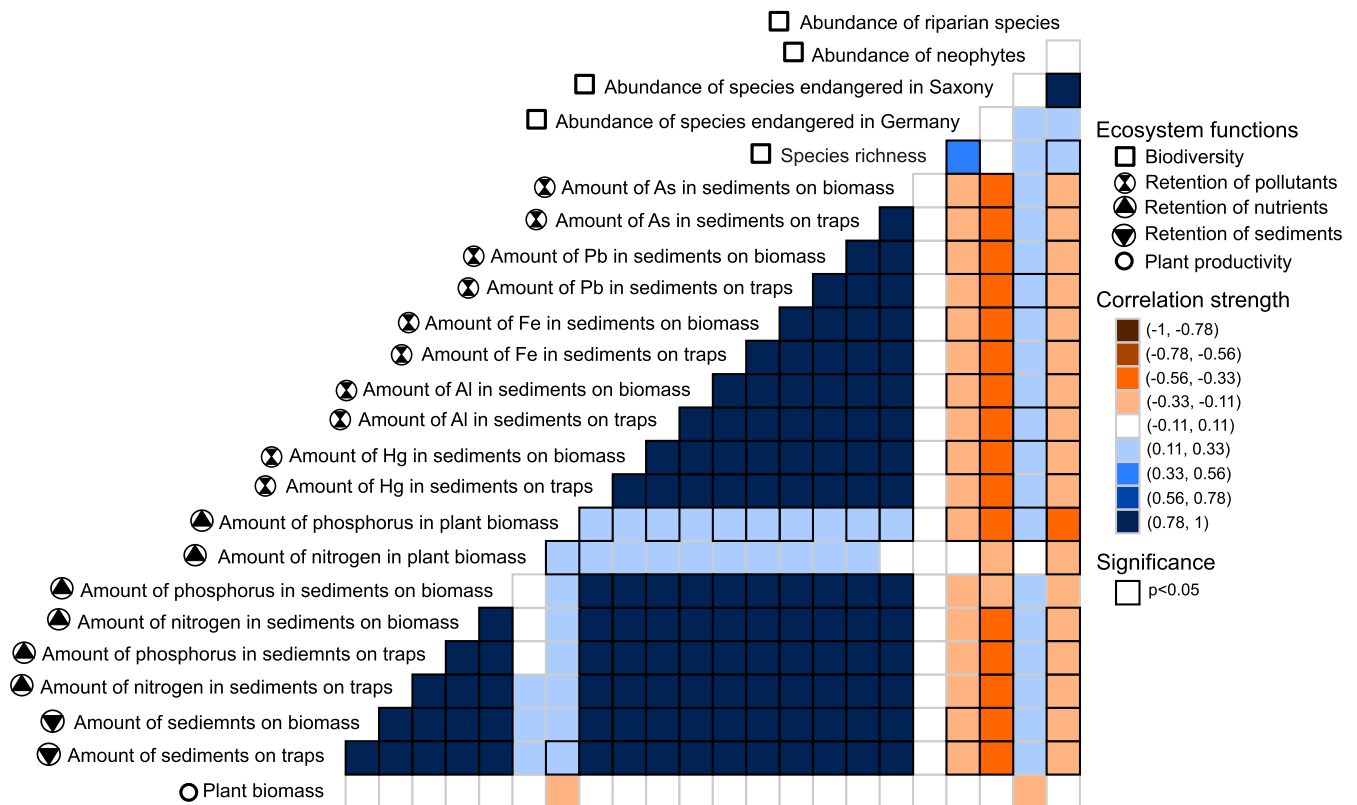 Abundance of riparian species
Abundance of neophytes
Abundance of species endangered in Saxony
Abundance of species endangered in Germany
Species richness
Amount of As in sediments on biomass
Amount of As in sediments on traps
Amount of Pb in sediments on biomass
Amount of Pb in sediments on traps
Amount of Fe in sediments on biomass
Amount of Fe in sediments on traps
Amount of Al in sediments on biomass
Amount of Al in sediments on traps
Amount of Hg in sediments on biomass
Amount of Hg in sediments on traps
Amount of phosphorus in plant biomass
Amount of nitrogen in plant biomass
Amount of phosphorus in sediments on biomass
Amount of nitrogen in sediments on biomass
Amount of phosphorus in sediemnts on traps
Amount of nitrogen in sediments on traps
Amount of sediemnts on biomass
Amount of sediments on traps
Plant biomass
Ecosystem functions
Biodiversity
Retention of pollutants
Retention of nutrients
Retention of sediments
Plant productivity
Correlation strength
(-1, -0.78)
(-0.78, -0.56)
(-0.56, -0.33)
(-0.33, -0.11)
(-0.11, 0.11)
(0.11, 0.33)
(0.33, 0.56)
(0.56, 0.78)
(0.78, 1)
Significance
p<0.05